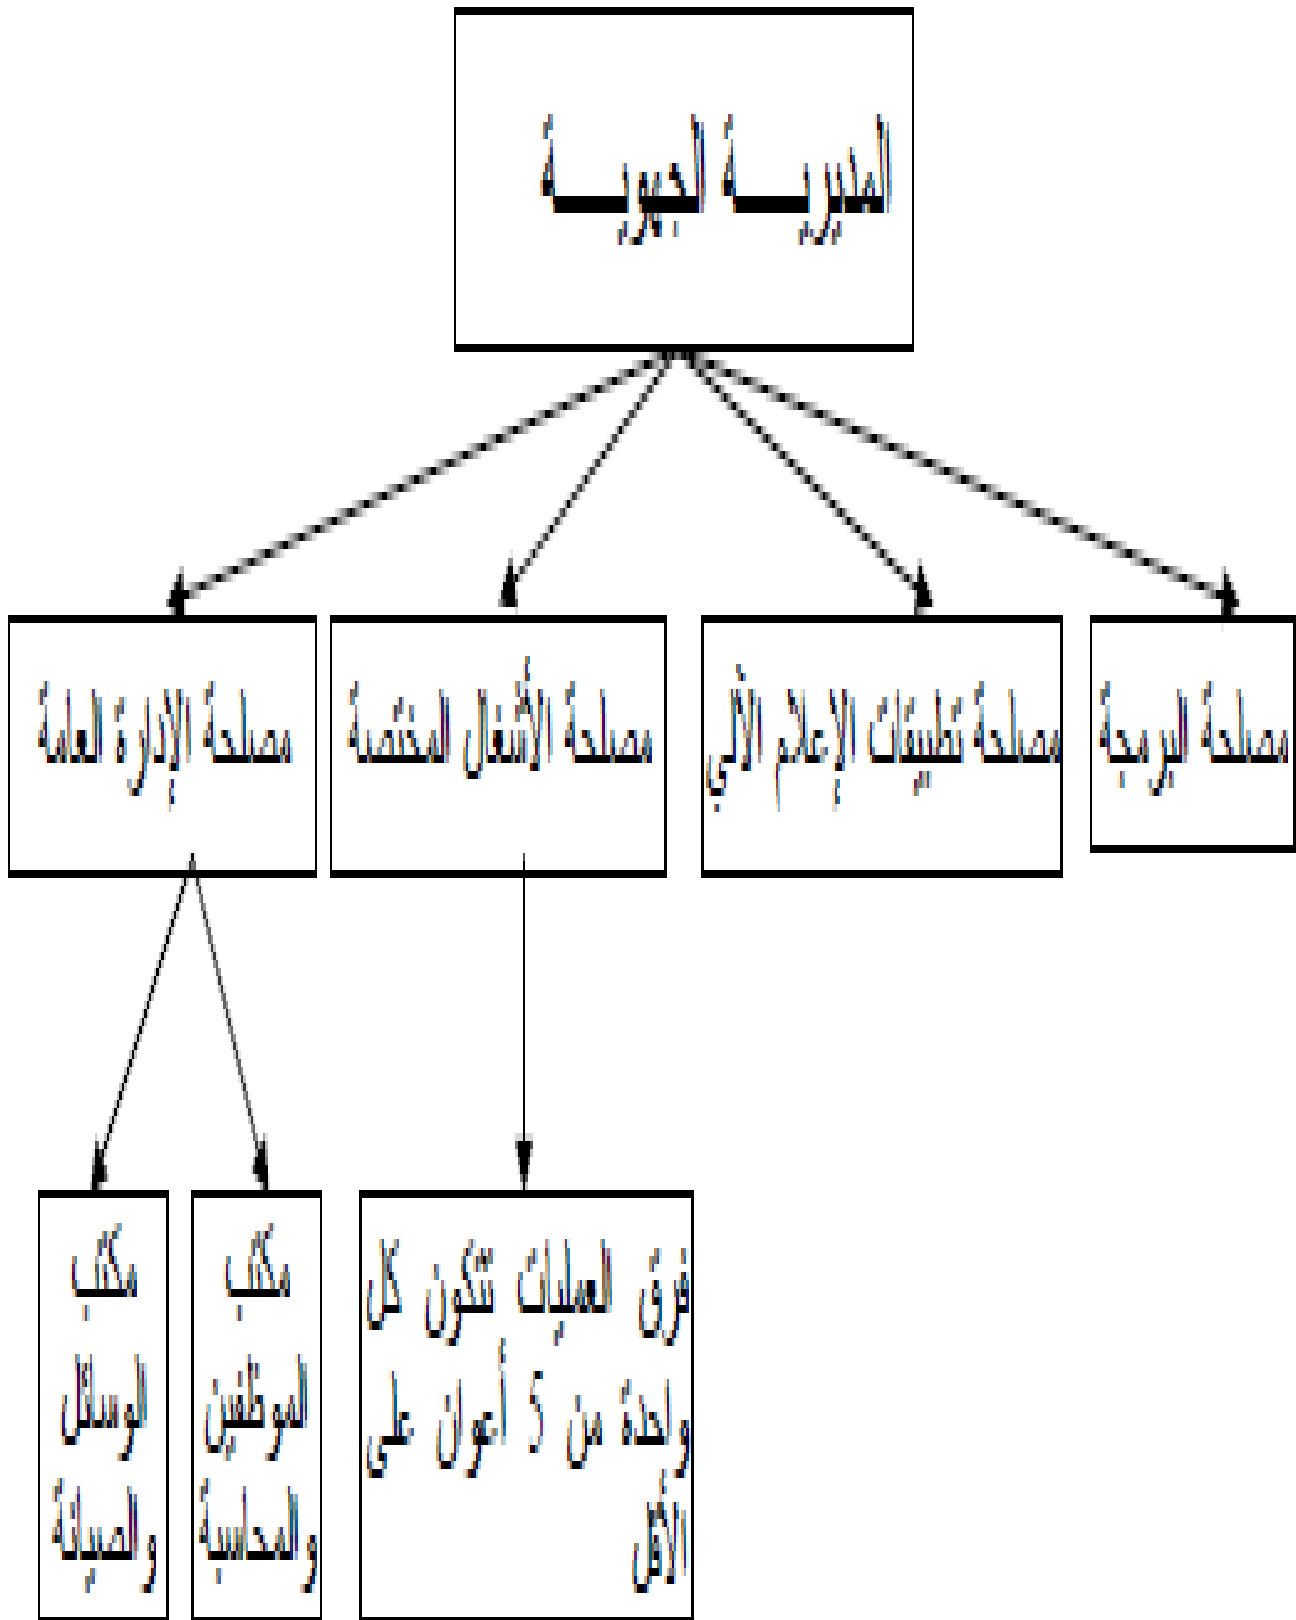 المديريـــة الجهويـــة
مصلحة البرمجة
مصلحة تطبيقات الإعلام الألي
مصلحة الأشغال المختصة
مصلحة الإدارة العامة
فرق العمليات تتكون كل
واحدة من 5 أعوان على
الأقل
مكتب
الموظفين
والمحاسبة
مكتب
الوسائل
والصيانة